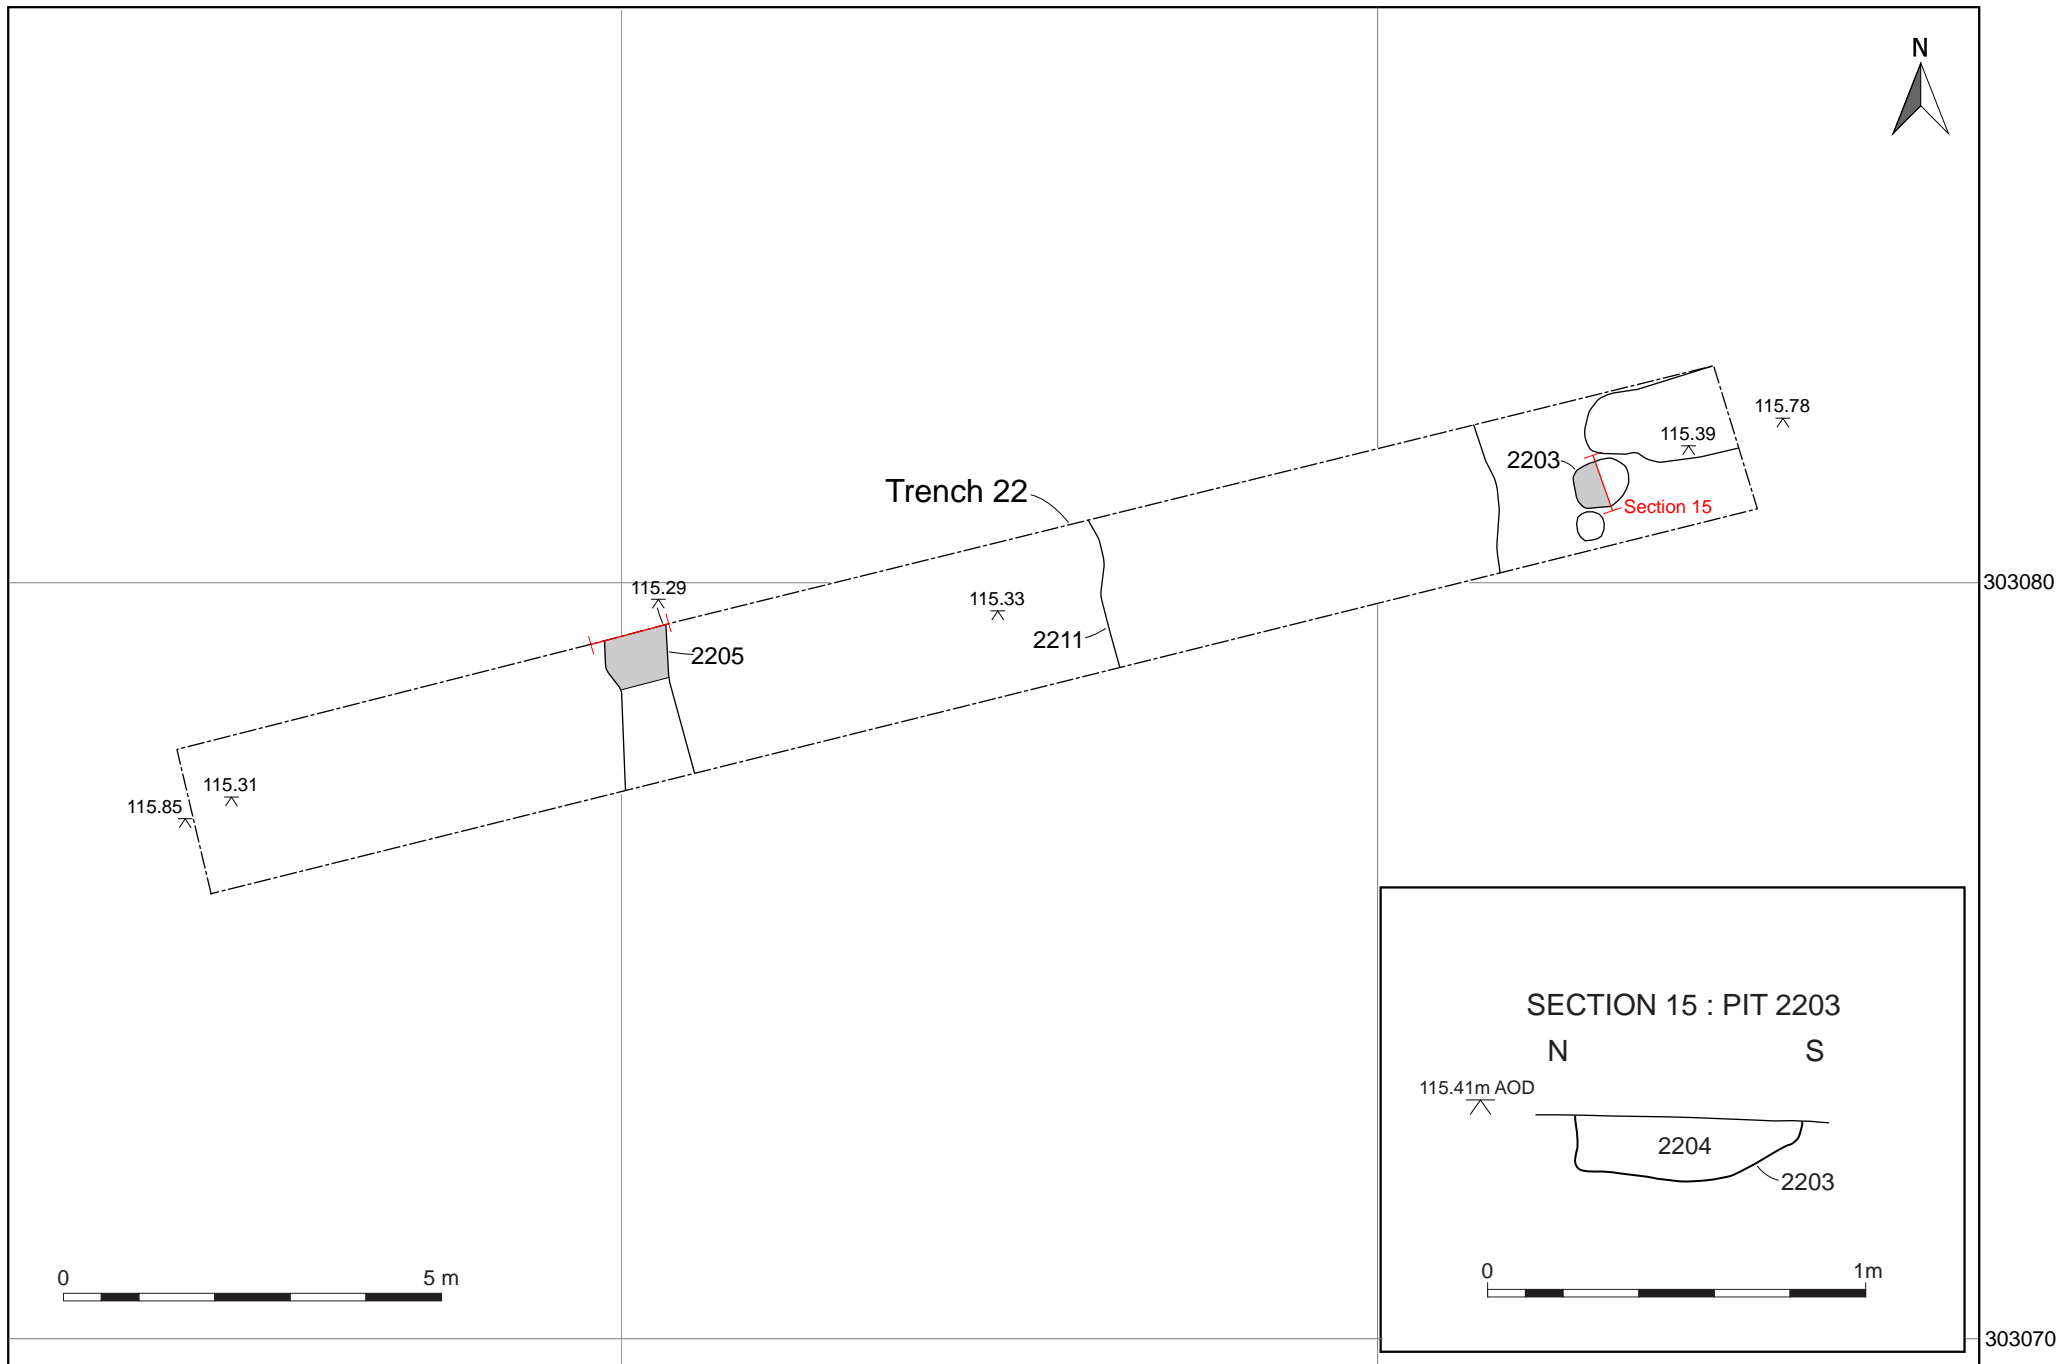 N
115.78
115.39
2203
Trench 22
Section 15
303080
115.29
115.33
2211
2205
115.31
115.85
SECTION 15 : PIT 2203
N S
115.41m AOD
2204
2203
0 5 m
0 1m
303070